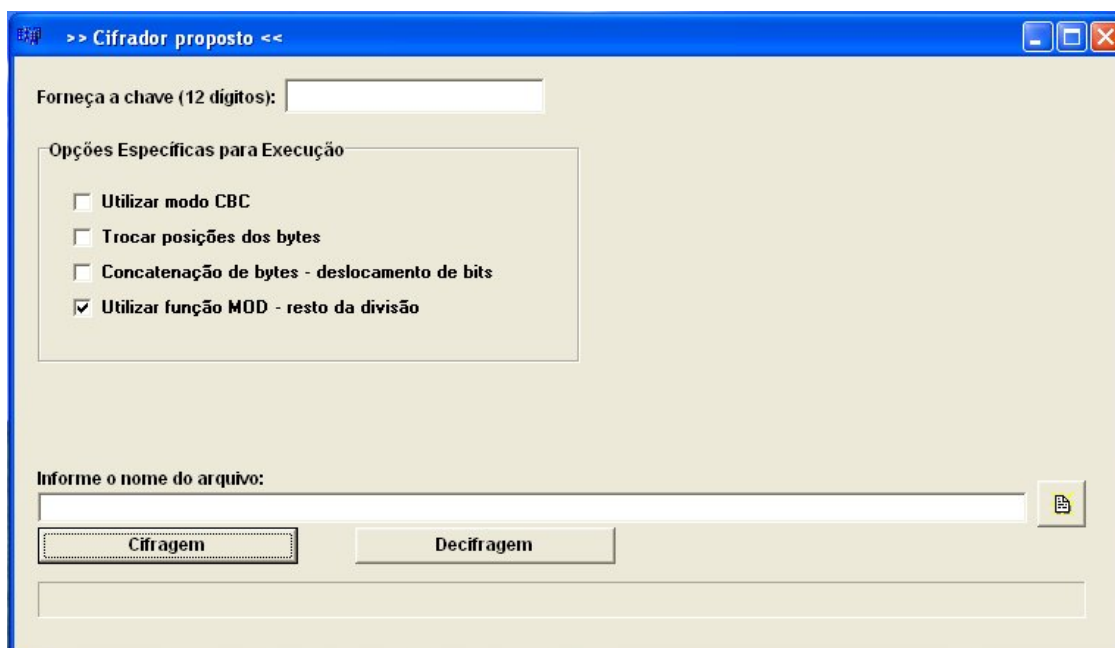 >> Cifrador proposto <<
Forneça a chave (12 dígitos):
Opções Específicas para Execução
Utilizar modo CBC
Trocar posições dos bytes
Concatenação de bytes - deslocamento de bits
Utilizar função MOD - resto da divisão
Informe o nome do arquivo:
Cifragem Decifragem